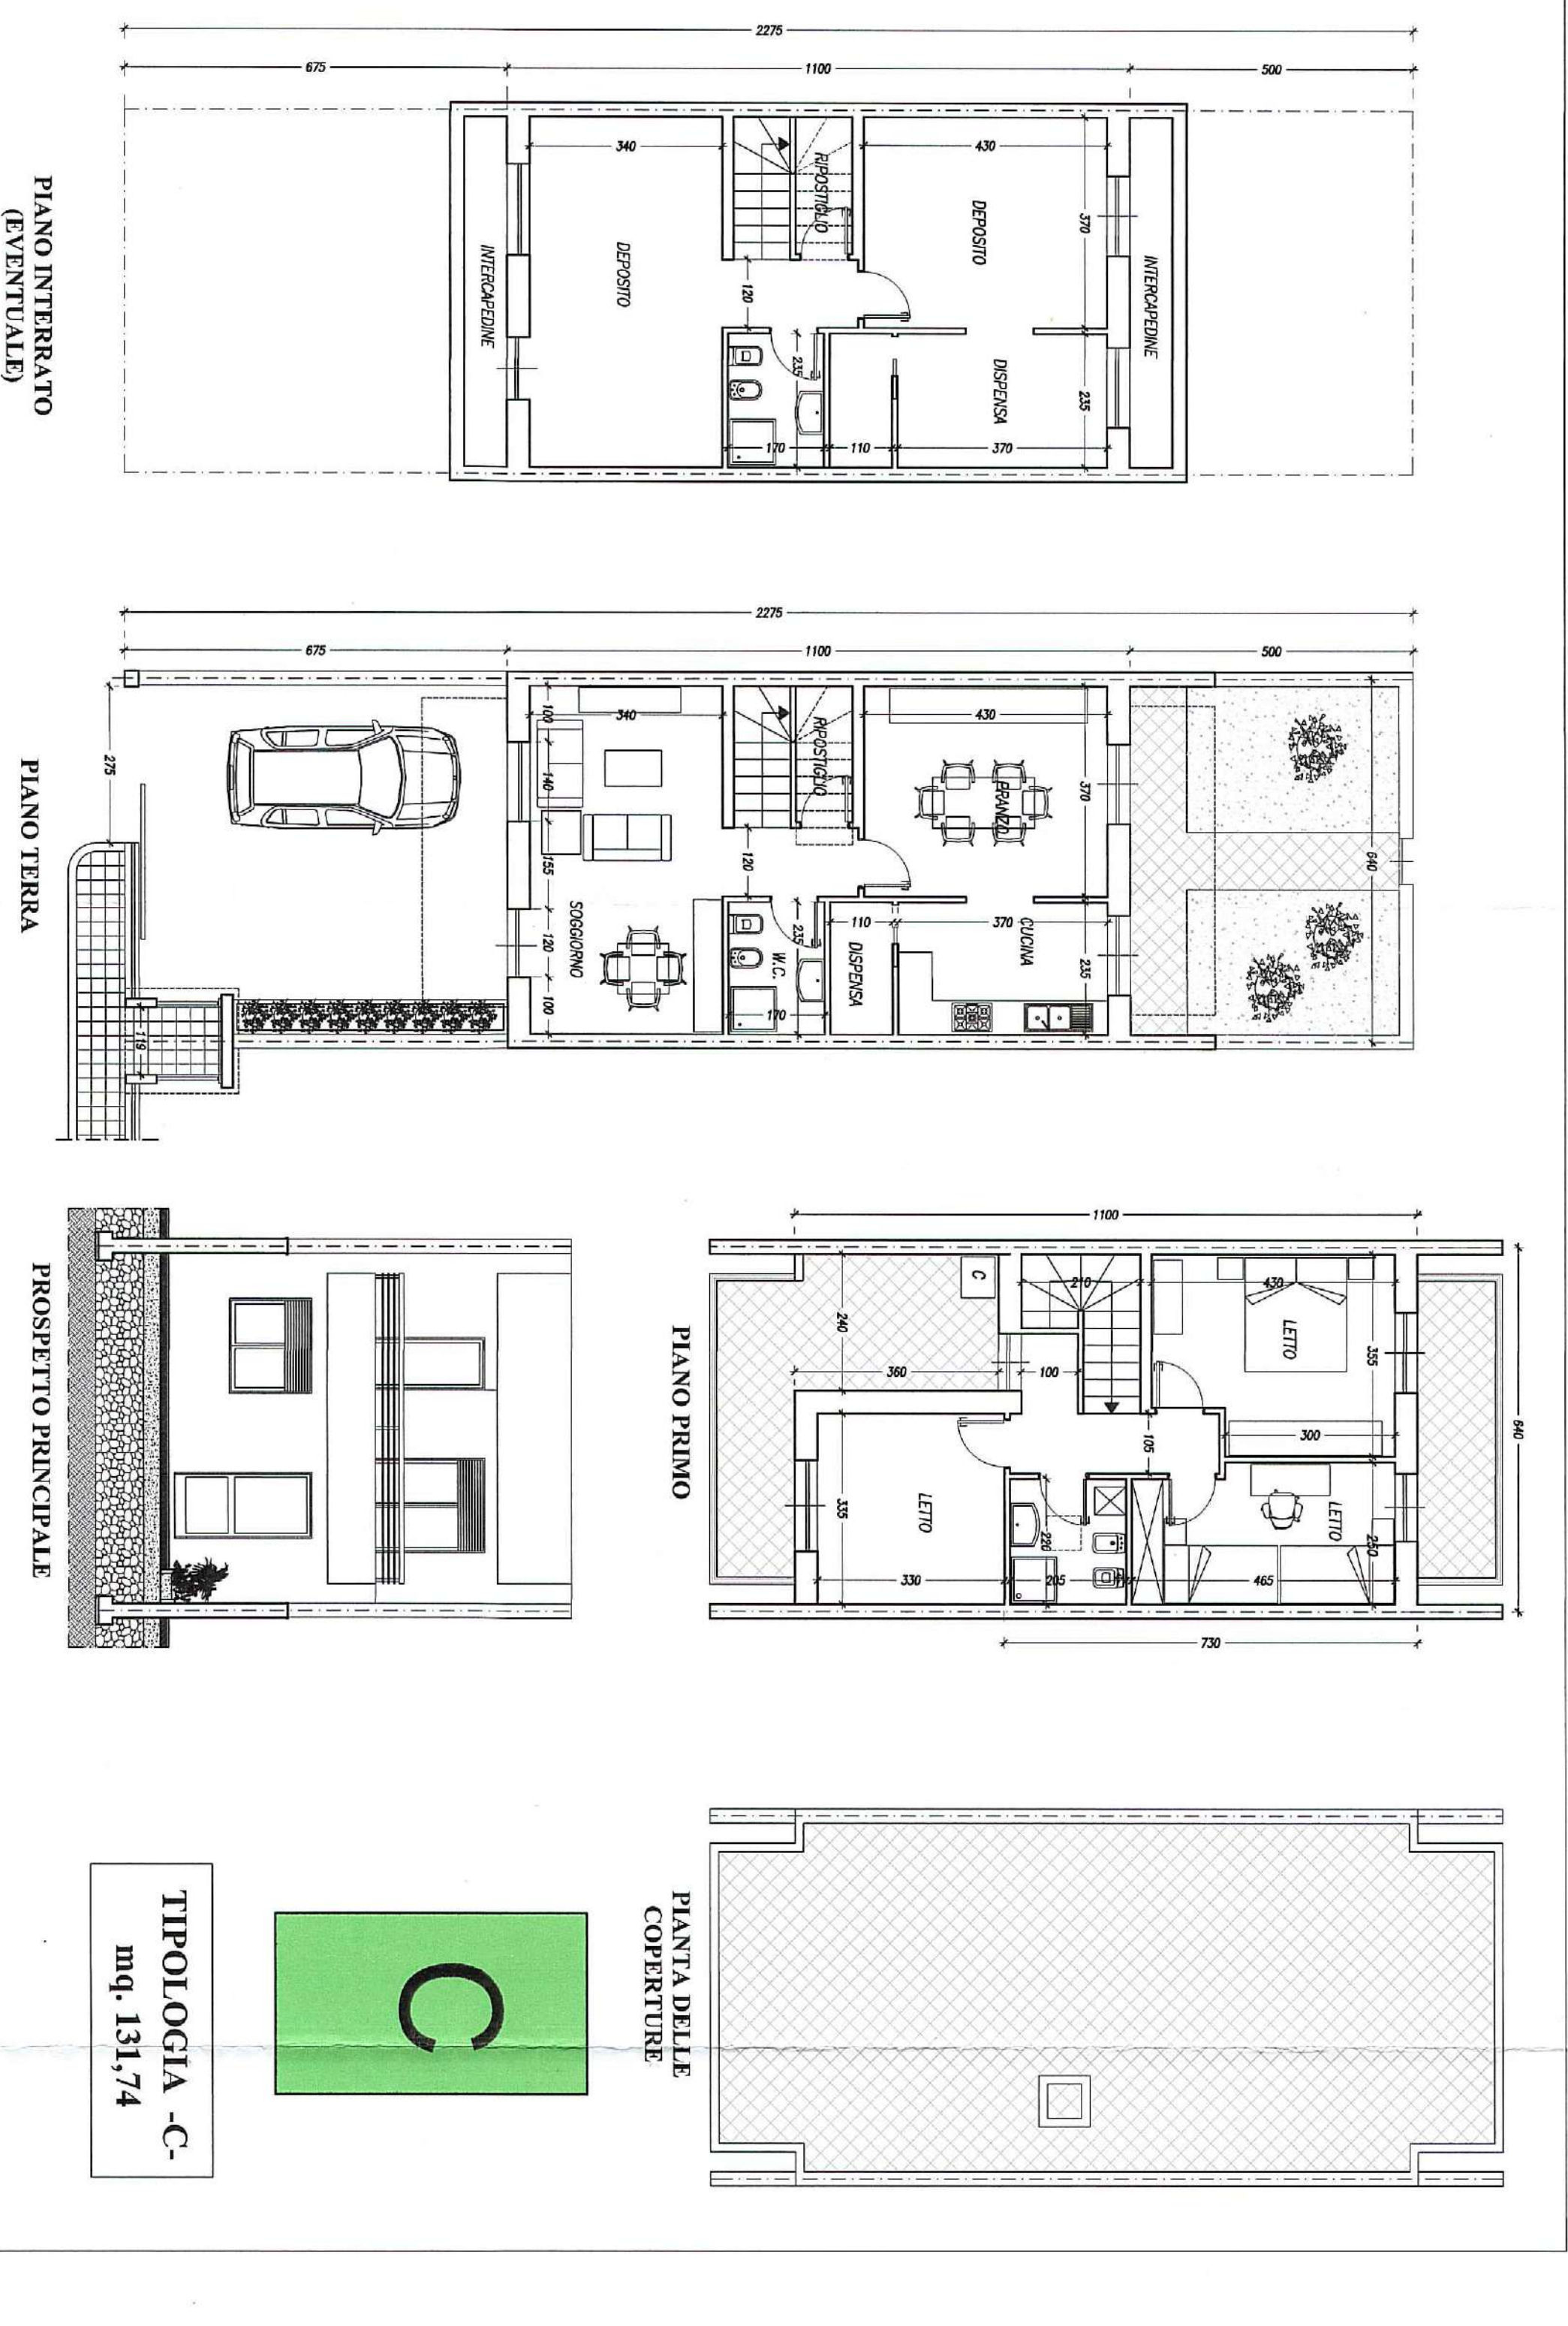 2275
675
1100
500
340
430
370
235
120
235
170
110
370
INTERCAPEDINE
DEPOSITO
RIPOSTIGLIO
DEPOSITO
DISPENSA
INTERCAPEDINE
PIANO INTERRATO
(EVENTUALE)
2275
675
1100
500
275
119
100
140
155
120
100
340
430
370
235
120
235
170
110
370
640
SOGGIORNO
RIPOSTIGLIO
PRANZO
W.C.
DISPENSA
CUCINA
PIANO TERRA
PROSPETTO PRINCIPALE
1100
640
730
240
360
210
100
430
355
300
105
335
330
220
205
250
465
C
LETTO
LETTO
LETTO
PIANO PRIMO
PIANTA DELLE
COPERTURE
C
TIPOLOGIA -C-
mq. 131,74